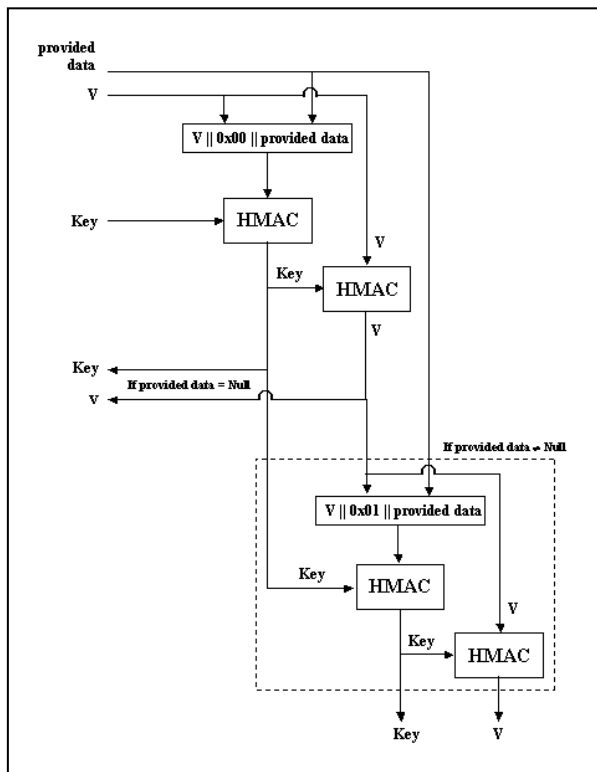 provided
data
V
V || 0x00 || provided data
Key
HMAC
V
Key
HMAC
V
Key
If provided data = Null
V
If provided data ≠ Null
V || 0x01 || provided data
Key
HMAC
V
Key
HMAC
Key
V